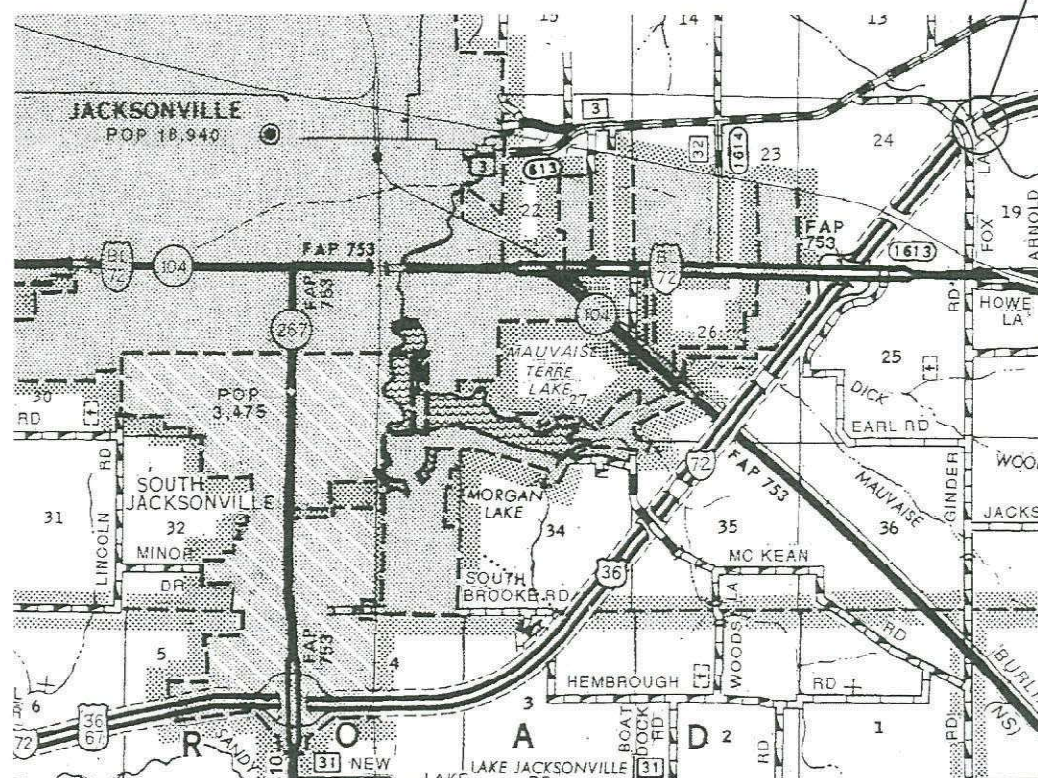 15
14
13
JACKSONVILLE
POP 18,940
3
32
1614
23
24
3
613
22
19
LA
FOX
ARNOLD
FAP 753
FAP
753
1613
BL
72
104
BL
72
FAP
753
RD
HOWE
LA
267
104
26
25
MAUVAISE
TERRE
LAKE
27
POP
3,475
30
RD
DICK
EARL RD
RD
SOUTH
JACKSONVILLE
72
FAP 753
MAUVAISE
GINDER
WOO
MORGAN
LAKE
31
LINCOLN
32
34
35
36
JACKS
MINOR
DR
MC KEAN
36
SOUTH
BROOKE RD
WOODS LA
RD
FAP
753
5
4
6
3
HEMBROUGH
RD
BURLI
(NS)
36
67
72
R
O
A
D
SANDY
BOAT
DOCK
RD
2
RD
1
RD
10
31
NEW
LAKE
LAKE JACKSONVILLE
31